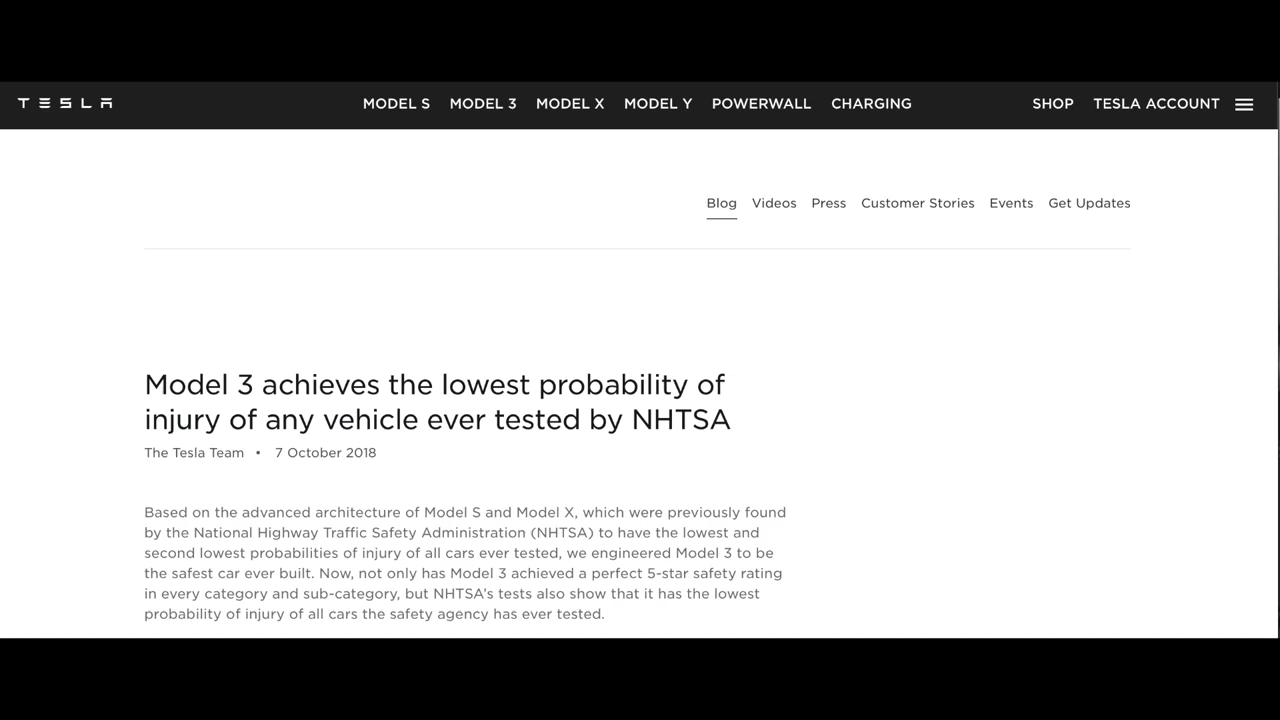 TESLA MODEL S MODEL 3 MODEL X MODEL Y POWERWALL CHARGING SHOP TESLA ACCOUNT
Blog Videos Press Customer Stories Events Get Updates
Model 3 achieves the lowest probability of
injury of any vehicle ever tested by NHTSA
The Tesla Team • 7 October 2018
Based on the advanced architecture of Model S and Model X, which were previously found
by the National Highway Traffic Safety Administration (NHTSA) to have the lowest and
second lowest probabilities of injury of all cars ever tested, we engineered Model 3 to be
the safest car ever built. Now, not only has Model 3 achieved a perfect 5-star safety rating
in every category and sub-category, but NHTSA’s tests also show that it has the lowest
probability of injury of all cars the safety agency has ever tested.